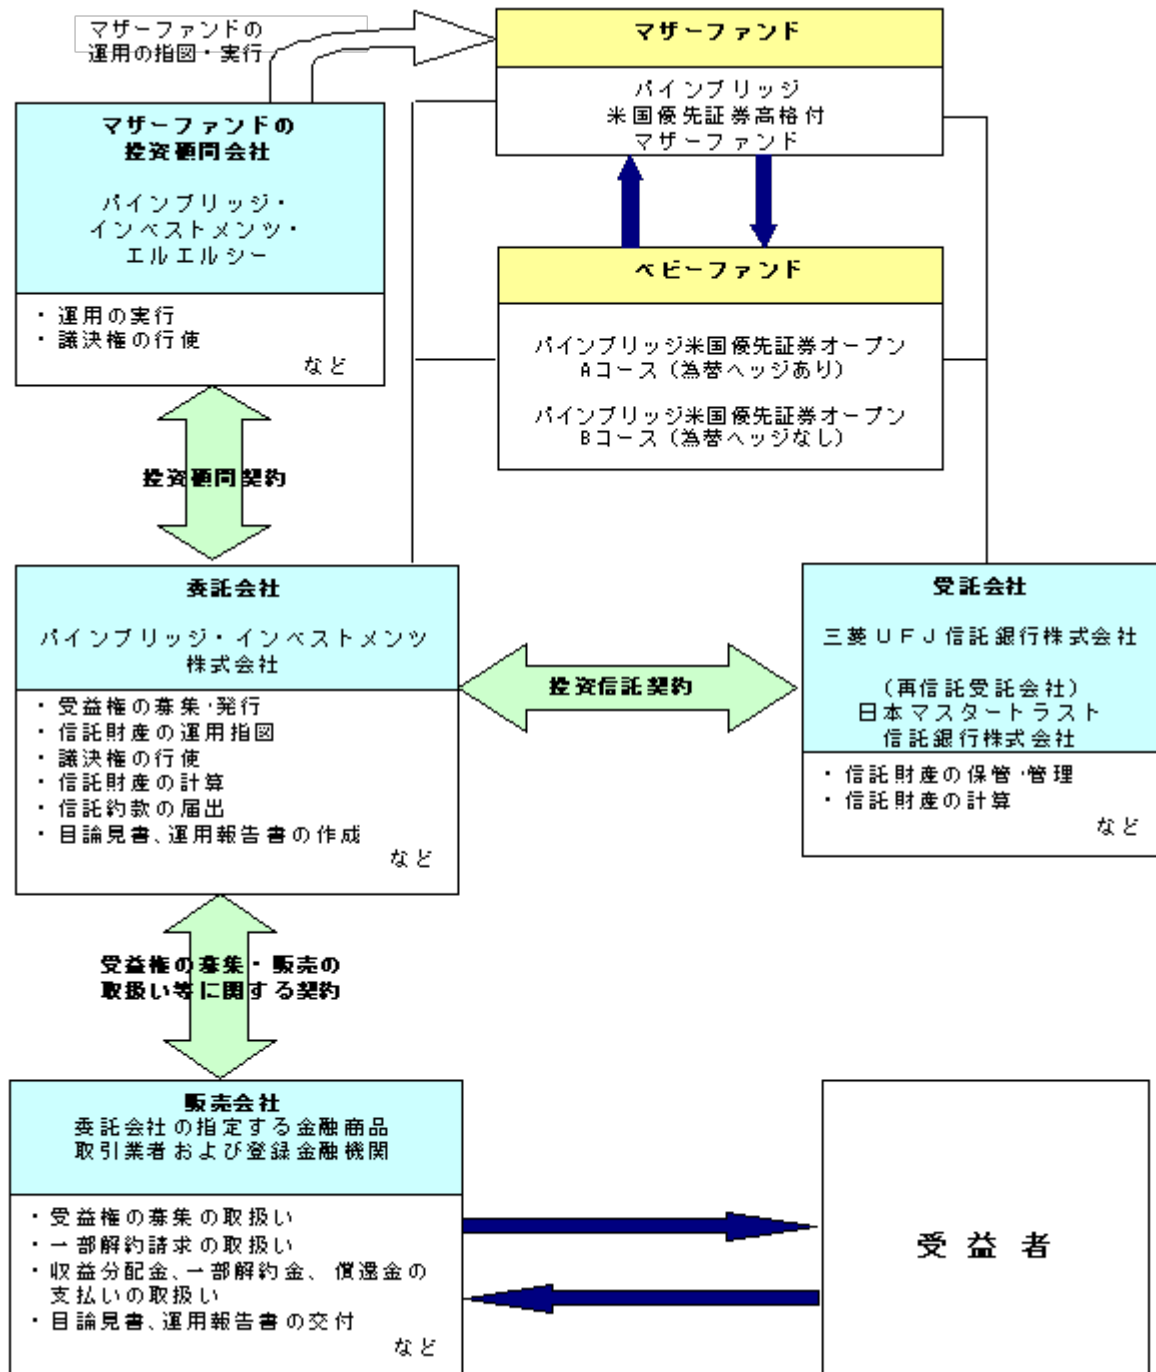 マザーファンドの
運用の指図・実行
マザーファンド
パインブリッジ
米国優先証券高格付
マザーファンド
マザーファンドの
投資顧問会社
パインブリッジ・
インベストメンツ・
エルエルシー
・運用の実行
・議決権の行使
など
ベビーファンド
パインブリッジ米国優先証券オープン
Aコース（為替ヘッジあり）
パインブリッジ米国優先証券オープン
Bコース（為替ヘッジなし）
投資顧問契約
委託会社
パインブリッジ・インベストメンツ
株式会社
・受益権の募集・発行
・信託財産の運用指図
・議決権の行使
・信託財産の計算
・信託約款の届出
・目論見書、運用報告書の作成
など
投資信託契約
受託会社
三菱ＵＦＪ信託銀行株式会社
（再信託受託会社）
日本マスタートラスト
信託銀行株式会社
・信託財産の保管・管理
・信託財産の計算
など
受益権の募集・販売の
取扱い等に関する契約
販売会社
委託会社の指定する金融商品
取引業者および登録金融機関
・受益権の募集の取扱い
・一部解約請求の取扱い
・収益分配金、一部解約金、償還金の
支払いの取扱い
・目論見書、運用報告書の交付
など
受益者